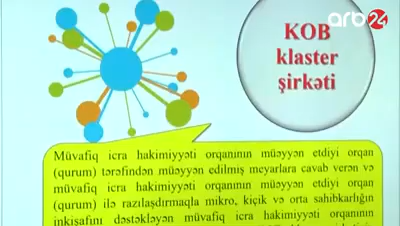 arb 24
KOB
klaster
şirkəti
Müvafiq icra hakimiyyəti orqanının müəyyən etdiyi orqan
(qurum) tərəfindən müəyyən edilmiş meyarlara cavab verən və
müvafiq icra hakimiyyəti orqanının müəyyən etdiyi orqan
(qurum) ilə razılaşdırmaqla mikro, kiçik və orta sahibkarlığın
inkişafını dəstəkləyən müvafiq icra hakimiyyəti orqanının